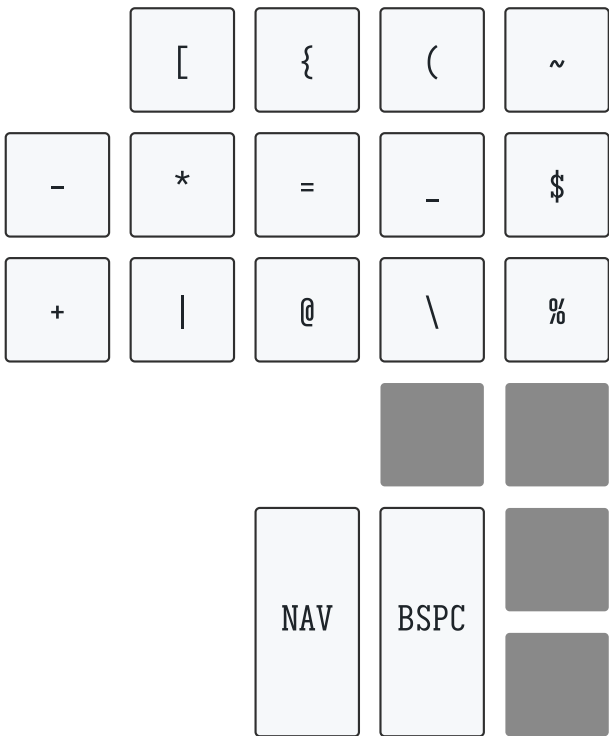 [ { ( ~
- * = _ $
+ | @ \ %
NAV BSPC